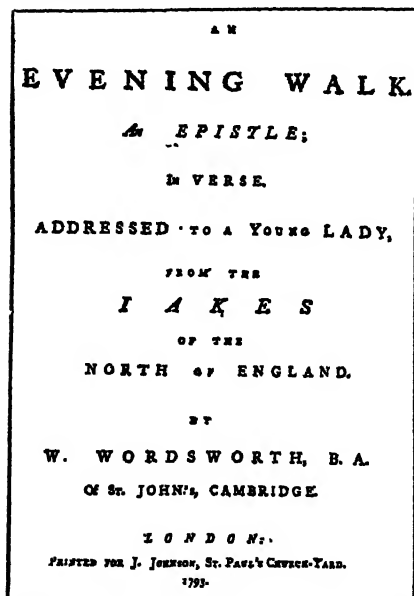 AN
EVENING WALK.
An EPISTLE;
IN VERSE.
ADDRESSED TO A YOUNG LADY,
FROM THE
LAKES
OF THE
NORTH OF ENGLAND.
BY
W. WORDSWORTH, B. A.
Of St. JOHN's, CAMBRIDGE.
LONDON:
PRINTED FOR J. JOHNSON, ST. PAUL'S CHURCH-YARD.
1793.